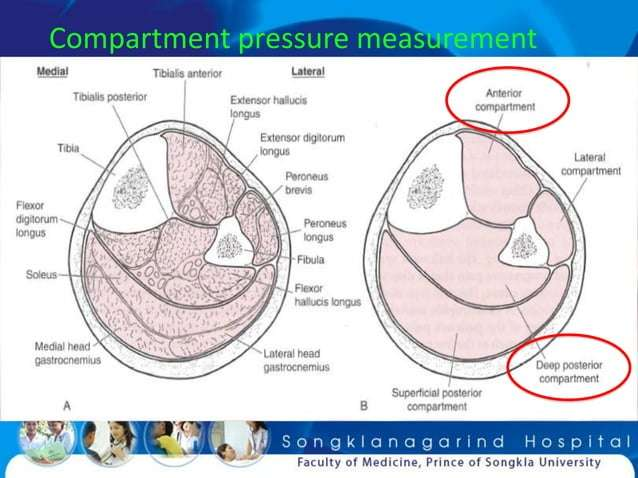 Compartment pressure measurement
Medial
Tibialis anterior
Lateral
Tibialis posterior
Extensor hallucis
longus
Extensor digitorum
longus
Tibia
Peroneus
brevis
Flexor
digitorum
longus
Peroneus
longus
Soleus
Fibula
Flexor
hallucis longus
Medial head
gastrocnemius
Lateral head
gastrocnemius
A
Anterior
compartment
Lateral
compartment
Deep posterior
compartment
Superficial posterior
compartment
B
Songklanagarind Hospital
Faculty of Medicine, Prince of Songkla University